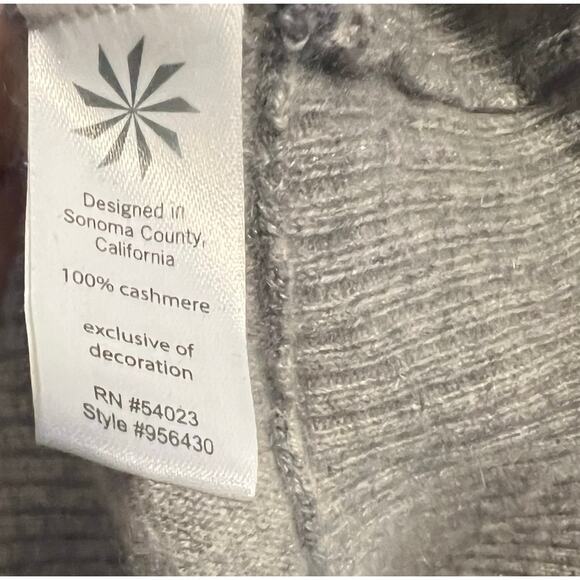 Designed in
Sonoma County,
California
100% cashmere
exclusive of
decoration
RN #54023
Style #956430